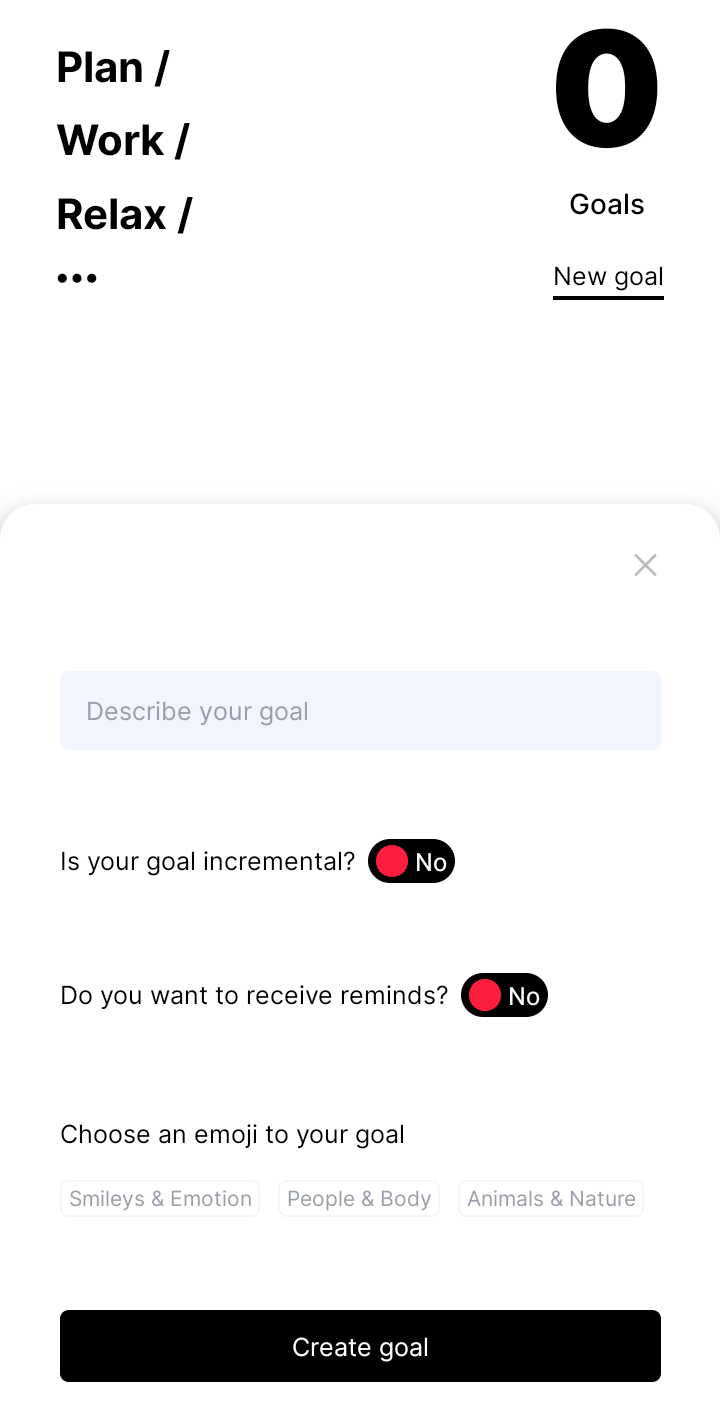 Plan /
Work /
Relax /
...
0
Goals
New goal
Describe your goal
Is your goal incremental? No
Do you want to receive reminds? No
Choose an emoji to your goal
Smileys & Emotion People & Body Animals & Nature
Create goal